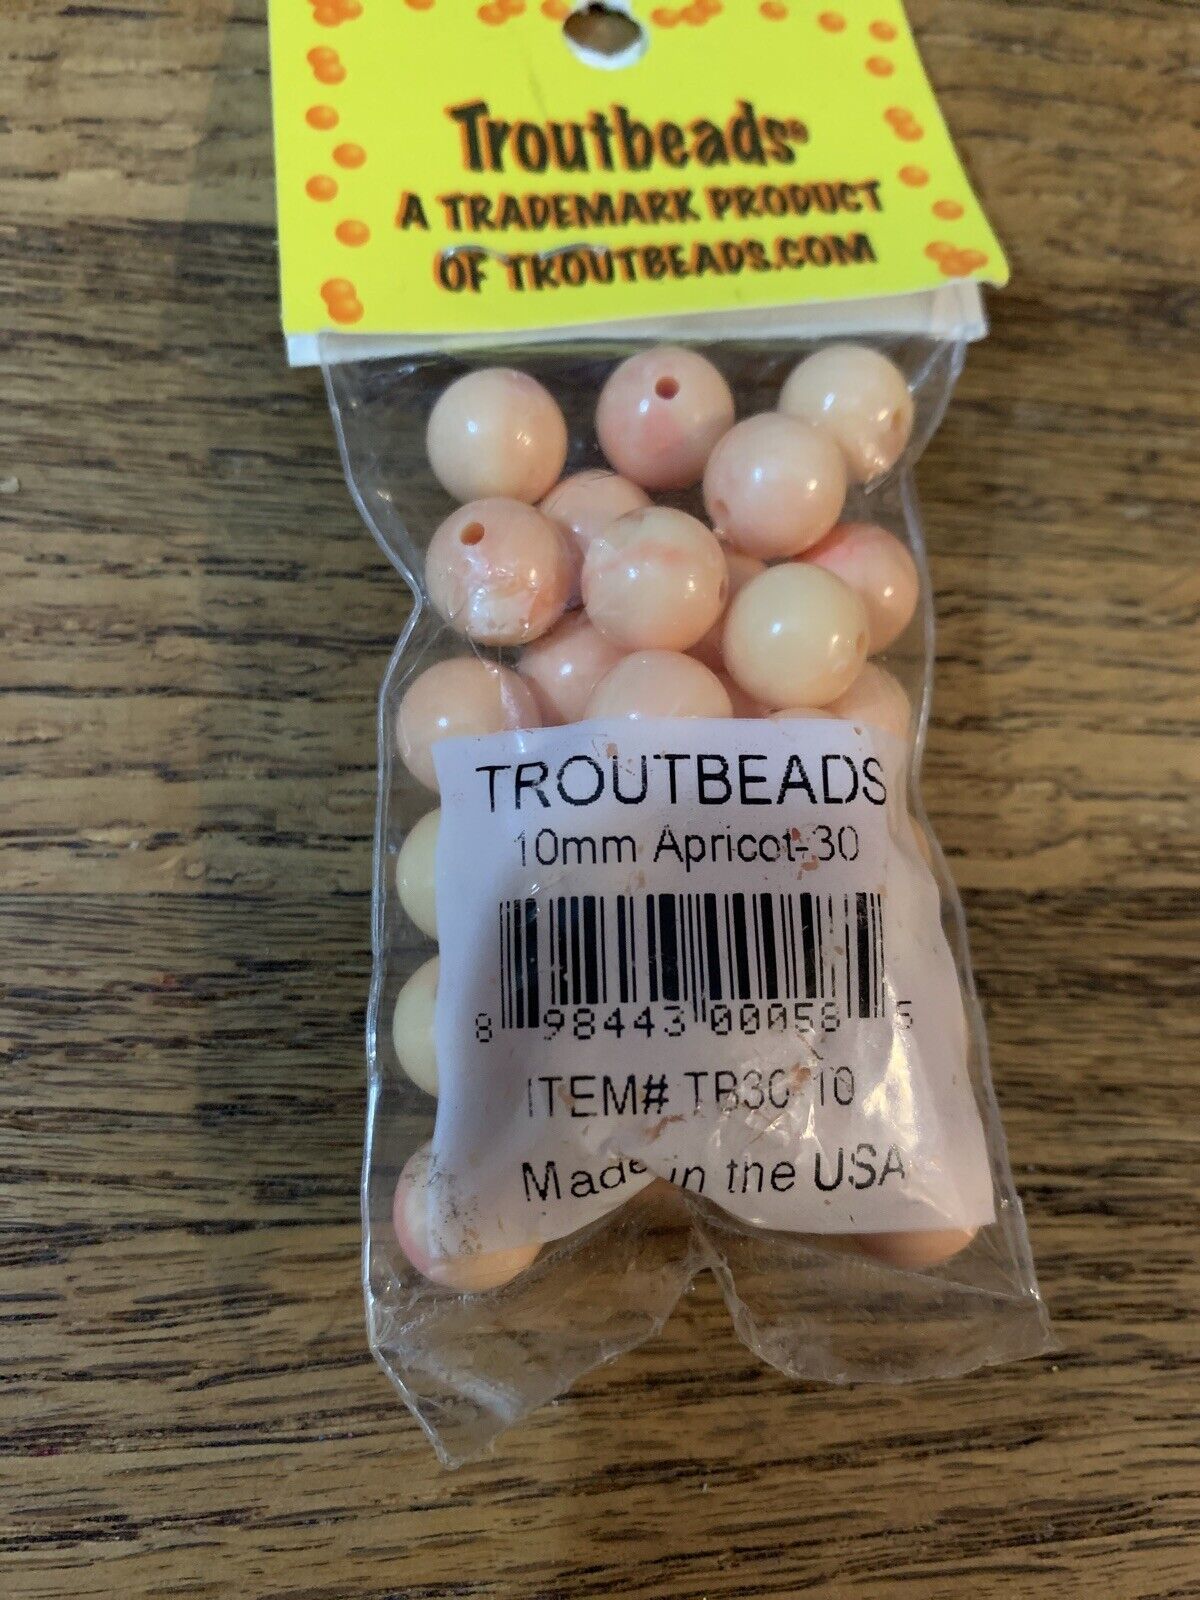 Troutbeads®
A TRADEMARK PRODUCT
OF TROUTBEADS.COM
TROUTBEADS
10mm Apricot-30
8 98443 00056 5
ITEM# TB30-10
Made in the USA